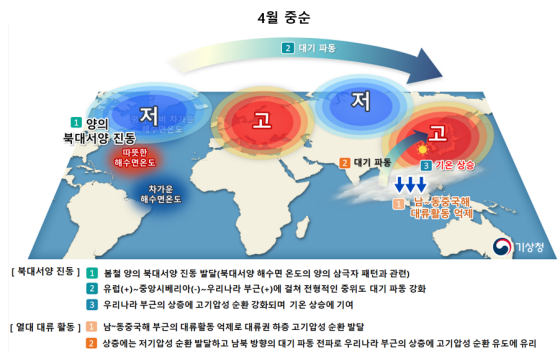 4월 중순
2 대기 파동
저
고
저
고
1 양의
북대서양 진동
따뜻한
해수면온도
차가운
해수면온도
2 대기 파동
3 기온 상승
1 남~동중국해
대류활동 억제
기상청
[ 북대서양 진동 ] 1 봄철 양의 북대서양 진동 발달(북대서양 해수면 온도의 양의 삼극자 패턴과 관련)
2 유럽(+)~중앙시베리아(-)~우리나라 부근(+)에 걸쳐 전형적인 중위도 대기 파동 강화
3 우리나라 부근의 상층에 고기압성 순환 강화되며 기온 상승에 기여
[ 열대 대류 활동 ] 1 남~동중국해 부근의 대류활동 억제로 대류권 하층 고기압성 순환 발달
2 상층에는 저기압성 순환 발달하고 남북 방향의 대기 파동 전파로 우리나라 부근의 상층에 고기압성 순환 유도에 유리